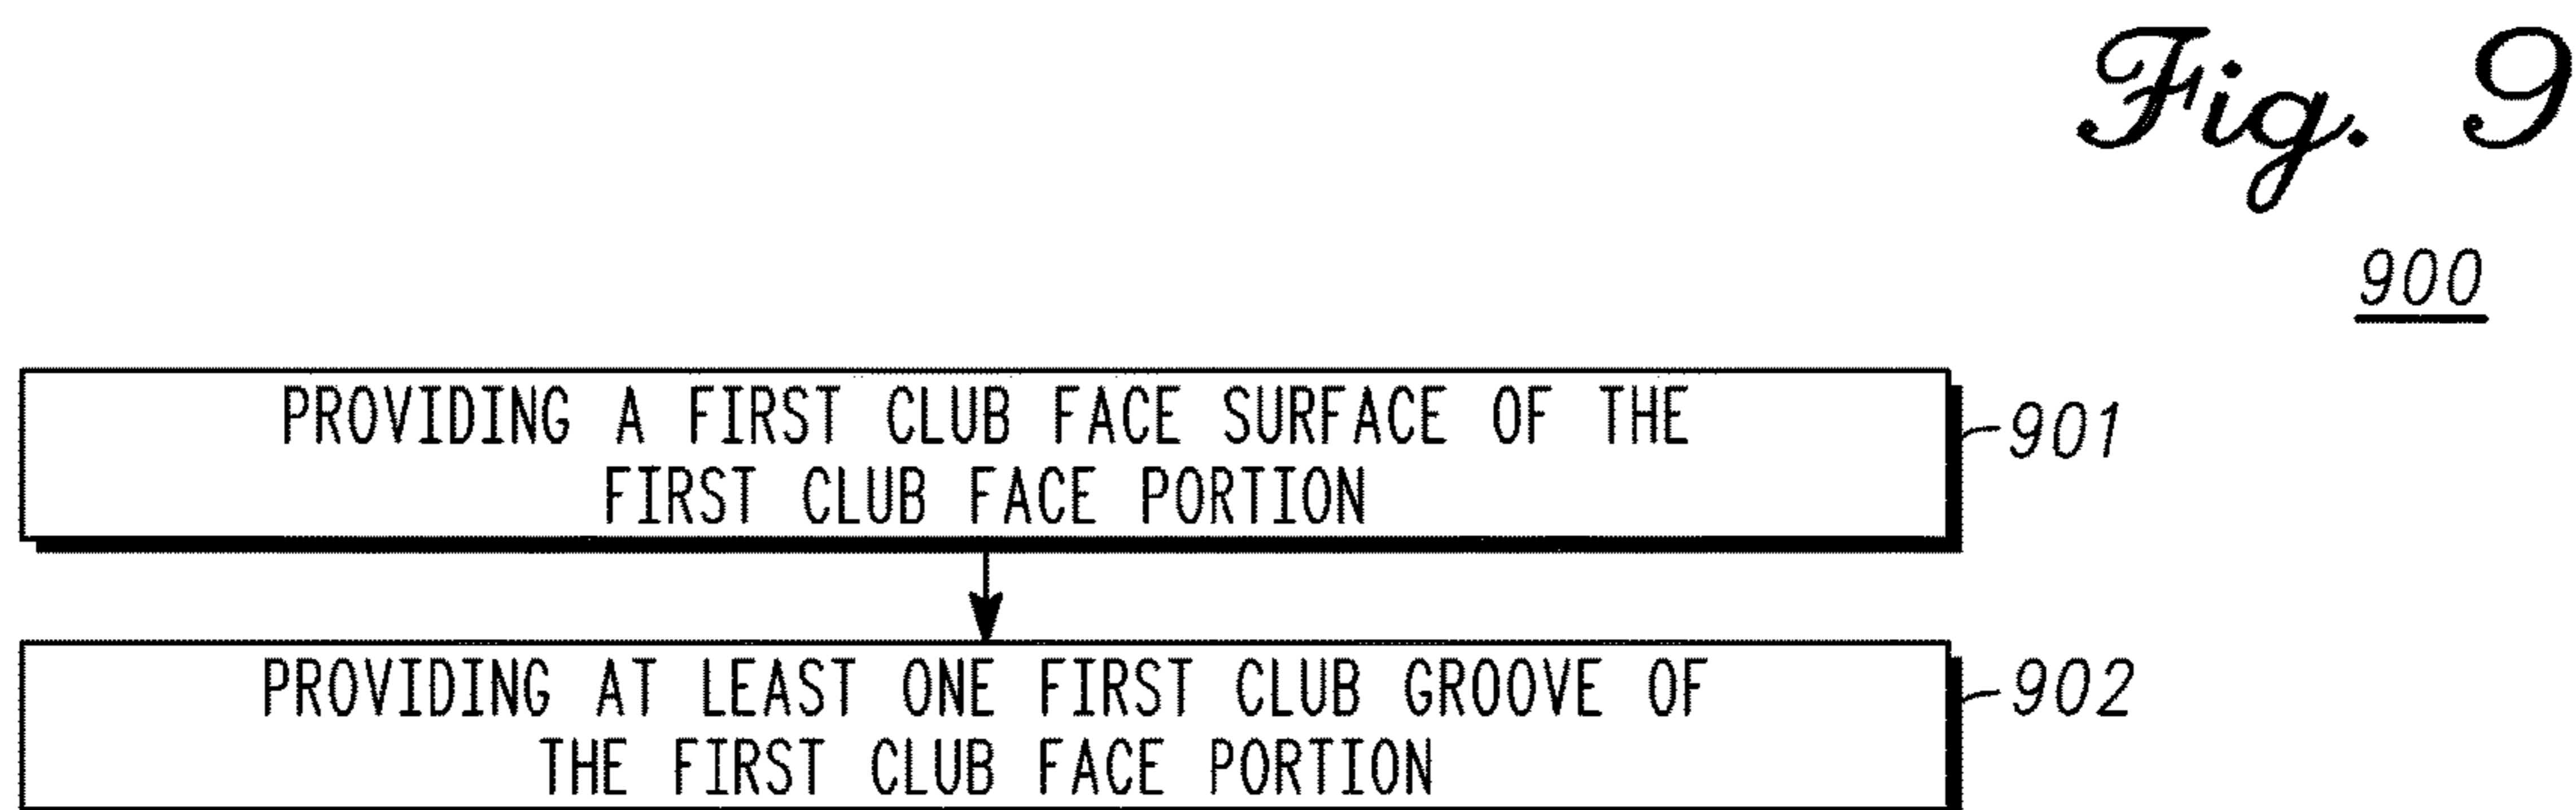 Fig. 9
900
PROVIDING A FIRST CLUB FACE SURFACE OF THE
FIRST CLUB FACE PORTION
901
PROVIDING AT LEAST ONE FIRST CLUB GROOVE OF
THE FIRST CLUB FACE PORTION
902